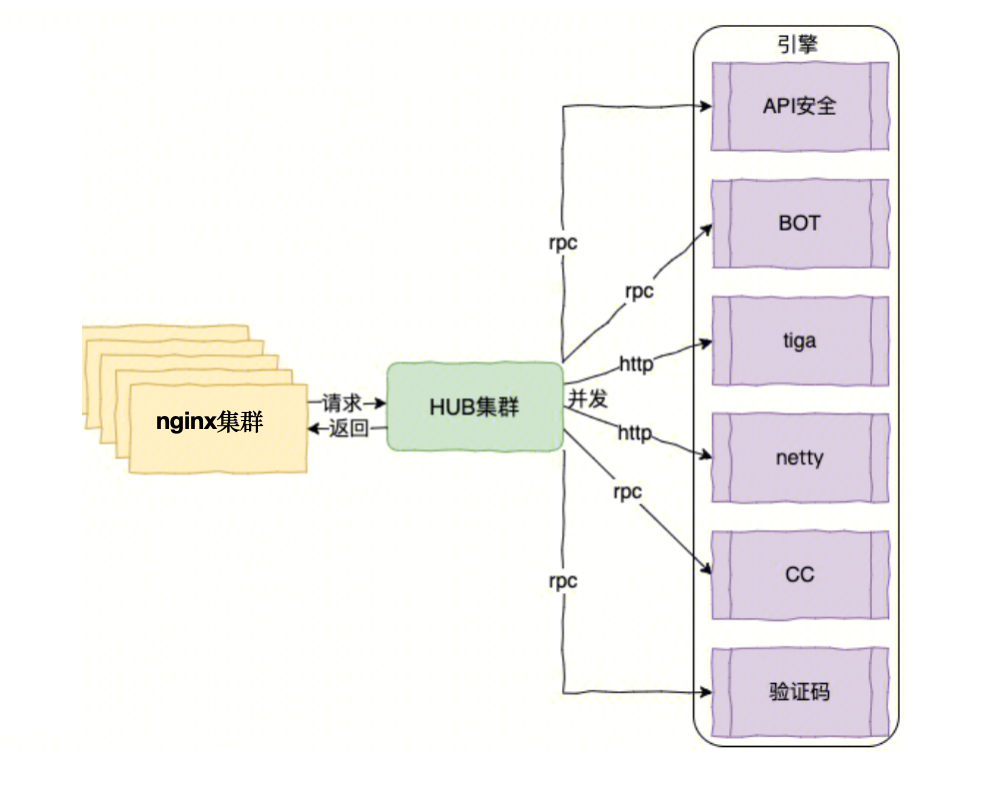 引擎
API安全
rpc
BOT
rpc
tiga
http
nginx集群
请求
返回
HUB集群
并发
http
netty
rpc
CC
rpc
验证码